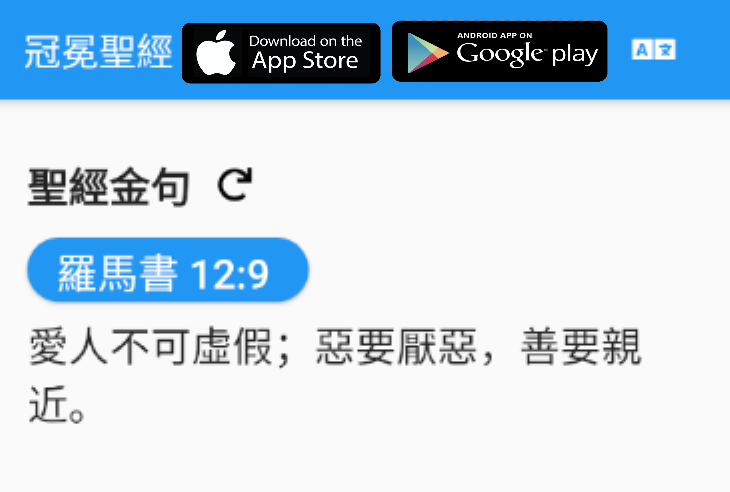 冠冕聖經 Download on the App Store ANDROID APP ON Google play A 文
聖經金句
羅馬書 12:9
愛人不可虛假；惡要厭惡，善要親
近。